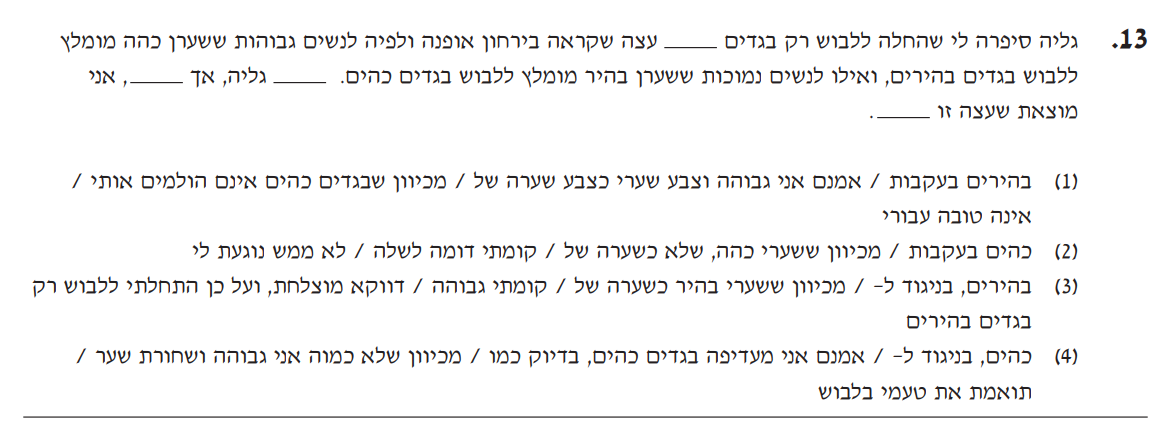 13. גליה סיפרה לי שהחלה ללבוש רק בגדים _____ עצה שקראה בירחון אופנה ולפיה לנשים גבוהות ששערן כהה מומלץ
ללבוש בגדים בהירים, ואילו לנשים נמוכות ששערן בהיר מומלץ ללבוש בגדים כהים. _____ גליה, אך _____, אני
מוצאת שעצה זו _____.
(1) בהירים בעקבות / אמנם אני גבוהה וצבע שערי כצבע שערה של / מכיוון שבגדים כהים אינם הולמים אותי /
אינה טובה עבורי
(2) כהים בעקבות / מכיוון ששערי כהה, שלא כשערה של / קומתי דומה לשלה / לא ממש נוגעת לי
(3) בהירים, בניגוד ל- / מכיוון ששערי בהיר כשערה של / קומתי גבוהה / דווקא מוצלחת, ועל כן התחלתי ללבוש רק
בגדים בהירים
(4) כהים, בניגוד ל- / אמנם אני מעדיפה בגדים כהים, בדיוק כמו / מכיוון שלא כמוה אני גבוהה ושחורת שער /
תואמת את טעמי בלבוש